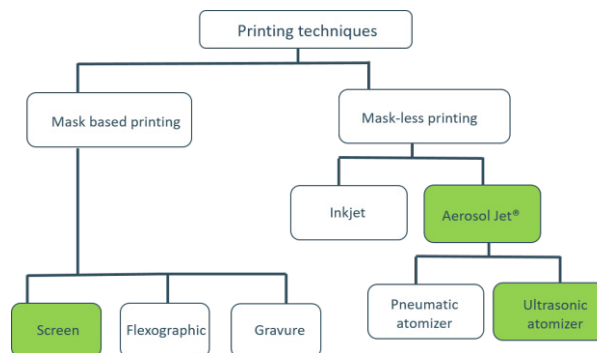 Printing techniques
Mask based printing
Mask-less printing
Inkjet
Aerosol Jet®
Screen
Flexographic
Gravure
Pneumatic
atomizer
Ultrasonic
atomizer